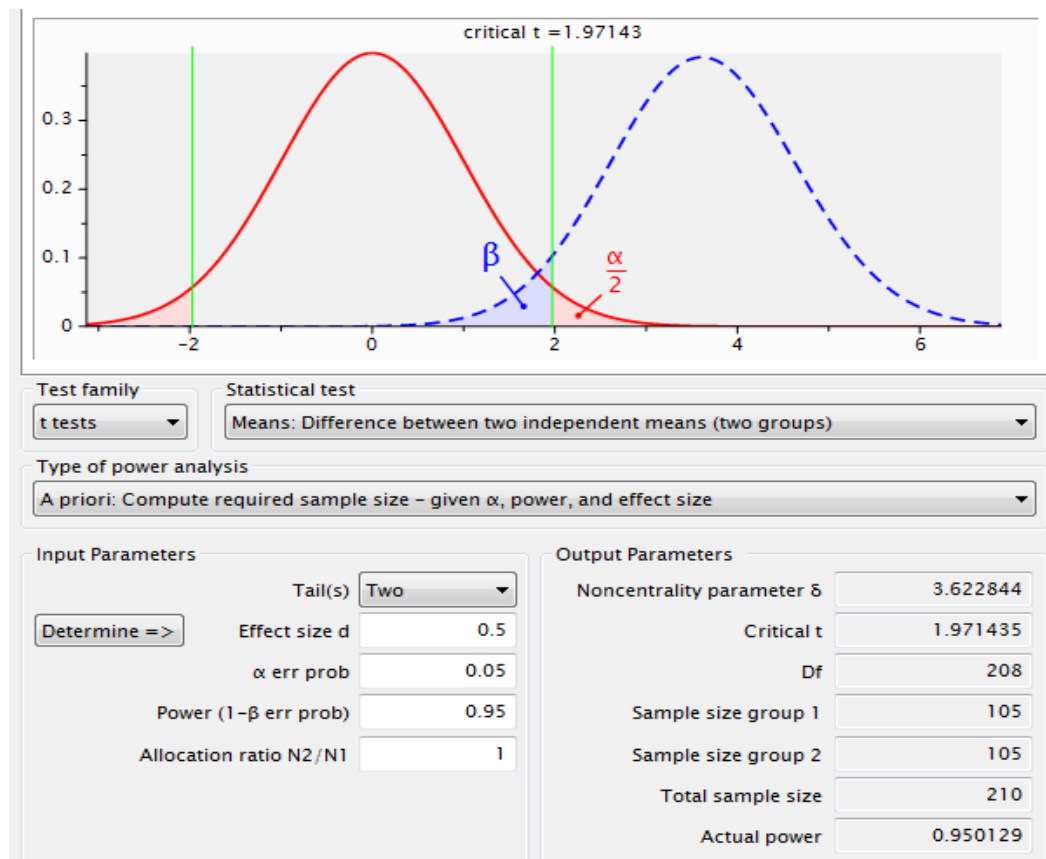 critical t =1.97143
0.3
0.2
0.1
0
β
α
2
-2
0
2
4
6
Test family
Statistical test
t tests
Means: Difference between two independent means (two groups)
Type of power analysis
A priori: Compute required sample size – given α, power, and effect size
Input Parameters
Output Parameters
Tail(s) Two
Noncentrality parameter δ 3.622844
Determine => Effect size d 0.5
Critical t 1.971435
α err prob 0.05
Df 208
Power (1-β err prob) 0.95
Sample size group 1 105
Allocation ratio N2/N1 1
Sample size group 2 105
Total sample size 210
Actual power 0.950129